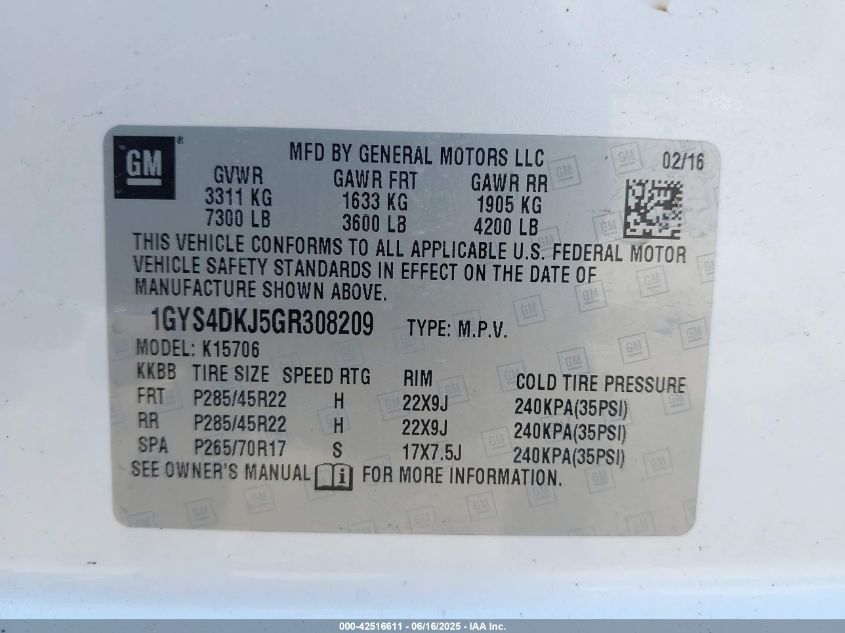 GM
MFD BY GENERAL MOTORS LLC
02/16
GVWR GAWR FRT GAWR RR
3311 KG 1633 KG 1905 KG
7300 LB 3600 LB 4200 LB
THIS VEHICLE CONFORMS TO ALL APPLICABLE U.S. FEDERAL MOTOR
VEHICLE SAFETY STANDARDS IN EFFECT ON THE DATE OF
MANUFACTURE SHOWN ABOVE.
1GYS4DKJ5GR308209 TYPE: M.P.V.
MODEL: K15706
KKBB TIRE SIZE SPEED RTG RIM COLD TIRE PRESSURE
FRT P285/45R22 H 22X9J 240KPA(35PSI)
RR P285/45R22 H 22X9J 240KPA(35PSI)
SPA P265/70R17 S 17X7.5J 240KPA(35PSI)
SEE OWNER'S MANUAL FOR MORE INFORMATION.
000-42516611 - 06/16/2025 - IAA Inc.